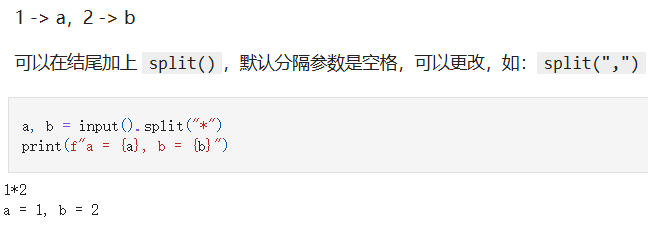 1 -> a，2 -> b
可以在结尾加上 split() ，默认分隔参数是空格，可以更改，如： split(",")
a, b = input().split("*")
print(f"a = {a}, b = {b}")
1*2
a = 1, b = 2